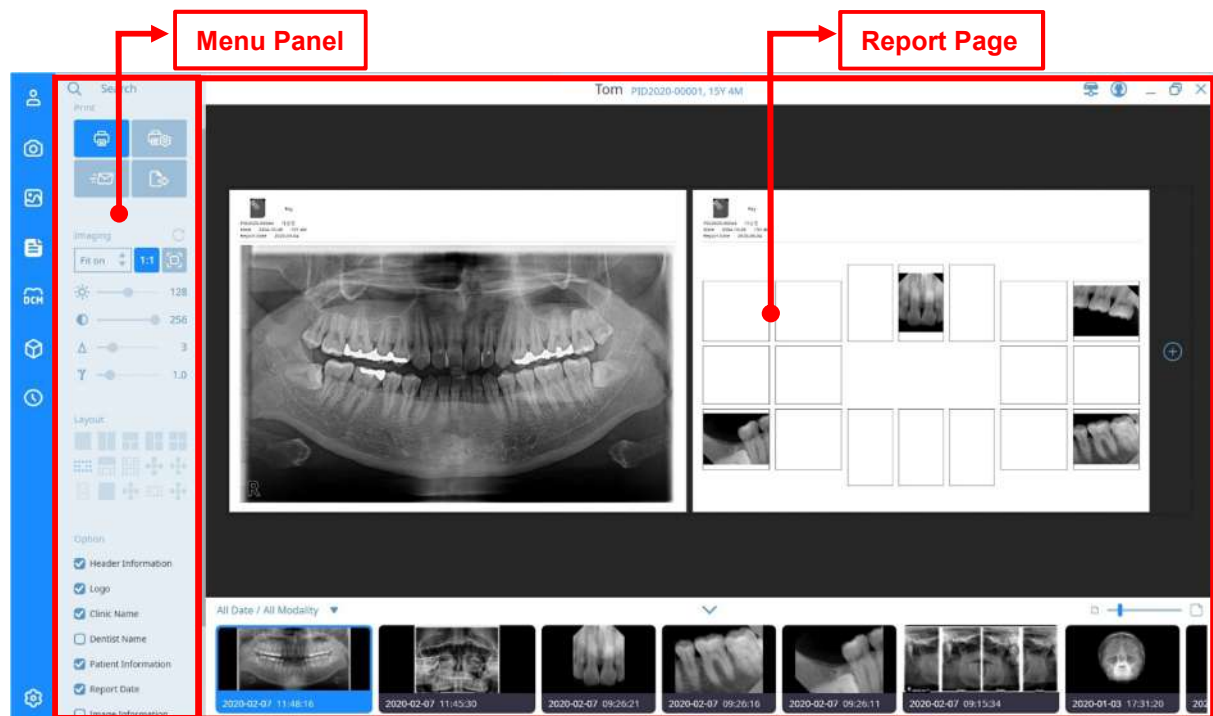 Menu Panel
Report Page
Search
Tom PID2020-00001, 15Y 4M
Print
Imaging
Fit on
1:1
128
256
3
γ
1.0
DCM
Layout
Option
Header Information
Logo
Clinic Name
Dentist Name
Patient Information
Report Date
Image Information
Ray
Ray
R
All Date / All Modality
2020-02-07 11:48:16
2020-02-07 11:45:30
2020-02-07 09:26:21
2020-02-07 09:26:16
2020-02-07 09:26:11
2020-02-07 09:15:34
2020-01-03 17:31:20
202